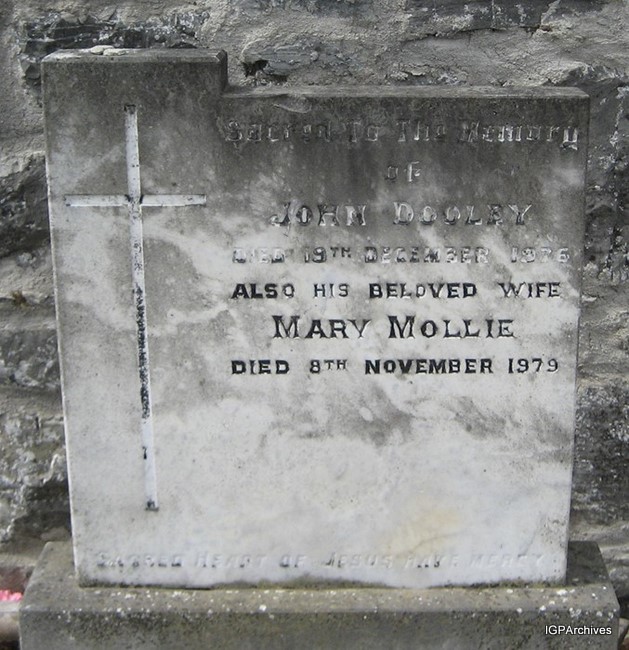 Sacred To The Memory
of
JOHN DOOLEY
DIED 19TH DECEMBER 1976
ALSO HIS BELOVED WIFE
MARY MOLLIE
DIED 8TH NOVEMBER 1979
SACRED HEART OF JESUS HAVE MERCY
IGPArchives